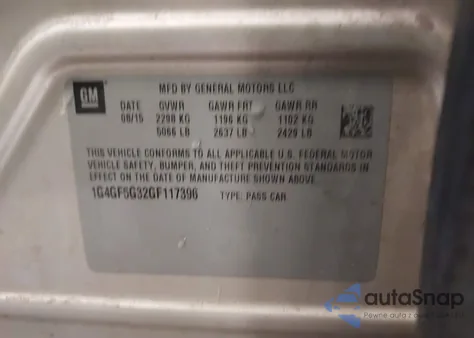 GM
MFD BY GENERAL MOTORS LLC
DATE GVWR GAWR FRT GAWR RR
08/15 2298 KG 1196 KG 1102 KG
5066 LB 2637 LB 2429 LB
THIS VEHICLE CONFORMS TO ALL APPLICABLE U.S. FEDERAL MOTOR
VEHICLE SAFETY, BUMPER, AND THEFT PREVENTION STANDARDS
IN EFFECT ON THE DATE OF MANUFACTURE SHOWN ABOVE.
1G4GF5G32GF117396 TYPE: PASS CAR
autoSnap
Pewne auta z